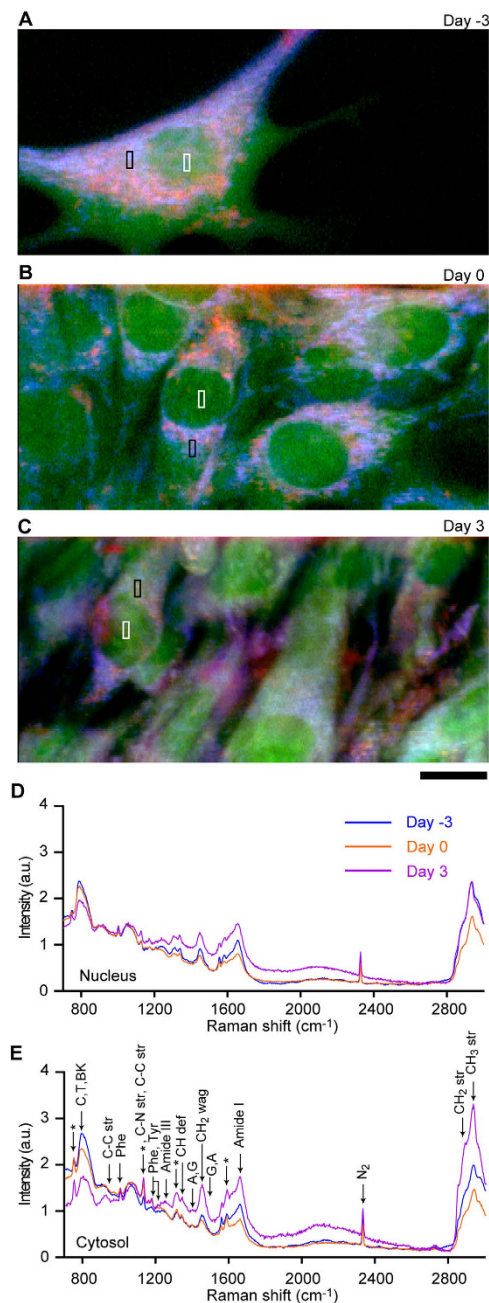 A Day -3
B Day 0
C Day 3
D
4
3
2
1
0
Intensity (a.u.)
Day -3
Day 0
Day 3
Nucleus
800 1200 1600 2000 2400 2800
Raman shift (cm-1)
E
4
3
2
1
0
Intensity (a.u.)
*
C,T,BK
C-C str
Phe
*, C-N str, C-C str
Phe, Tyr
Amide III
* CH def
A,G
CH2 wag
G,A
*
Amide I
N2
CH2 str
CH3 str
Cytosol
800 1200 1600 2000 2400 2800
Raman shift (cm-1)